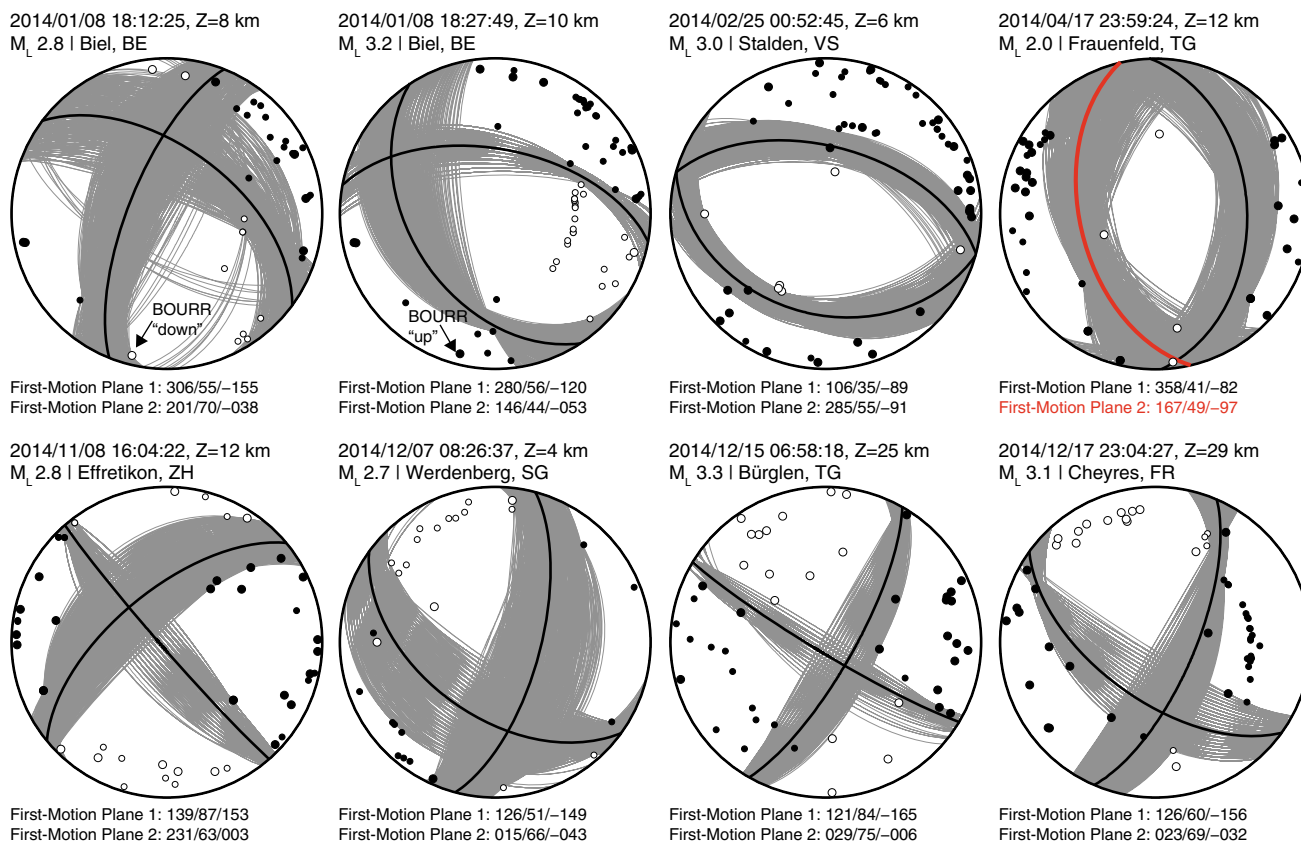 2014/01/08 18:12:25, Z=8 km
M_L 2.8 | Biel, BE
BOURR
“down”
First-Motion Plane 1: 306/55/−155
First-Motion Plane 2: 201/70/−038
2014/01/08 18:27:49, Z=10 km
M_L 3.2 | Biel, BE
BOURR
“up”
First-Motion Plane 1: 280/56/−120
First-Motion Plane 2: 146/44/−053
2014/02/25 00:52:45, Z=6 km
M_L 3.0 | Stalden, VS
First-Motion Plane 1: 106/35/−89
First-Motion Plane 2: 285/55/−91
2014/04/17 23:59:24, Z=12 km
M_L 2.0 | Frauenfeld, TG
First-Motion Plane 1: 358/41/−82
First-Motion Plane 2: 167/49/−97
2014/11/08 16:04:22, Z=12 km
M_L 2.8 | Effretikon, ZH
First-Motion Plane 1: 139/87/153
First-Motion Plane 2: 231/63/003
2014/12/07 08:26:37, Z=4 km
M_L 2.7 | Werdenberg, SG
First-Motion Plane 1: 126/51/−149
First-Motion Plane 2: 015/66/−043
2014/12/15 06:58:18, Z=25 km
M_L 3.3 | Bürglen, TG
First-Motion Plane 1: 121/84/−165
First-Motion Plane 2: 029/75/−006
2014/12/17 23:04:27, Z=29 km
M_L 3.1 | Cheyres, FR
First-Motion Plane 1: 126/60/−156
First-Motion Plane 2: 023/69/−032